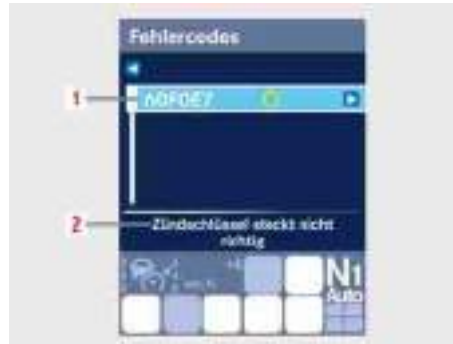 Fehlercodes
1
A0F0E7
2
Zündschlüssel steckt nicht
richtig
N1
Auto